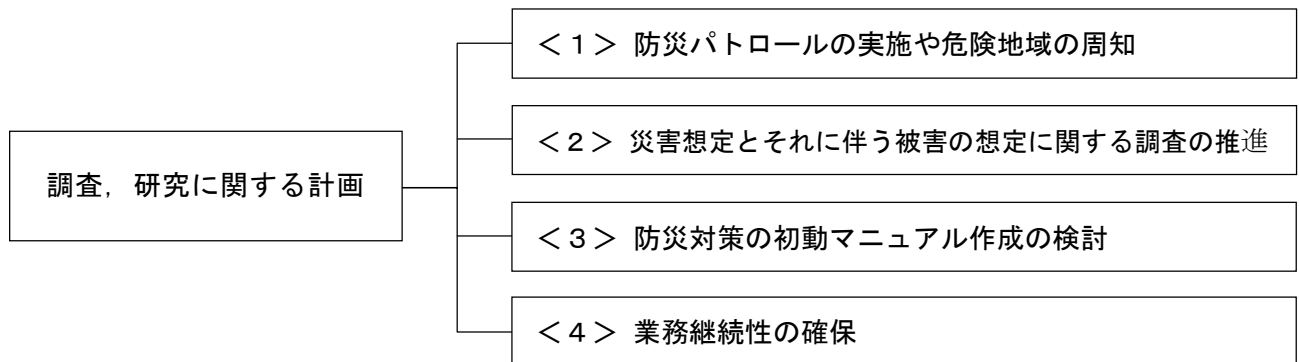 調査，研究に関する計画
＜１＞ 防災パトロールの実施や危険地域の周知
＜２＞ 災害想定とそれに伴う被害の想定に関する調査の推進
＜３＞ 防災対策の初動マニュアル作成の検討
＜４＞ 業務継続性の確保